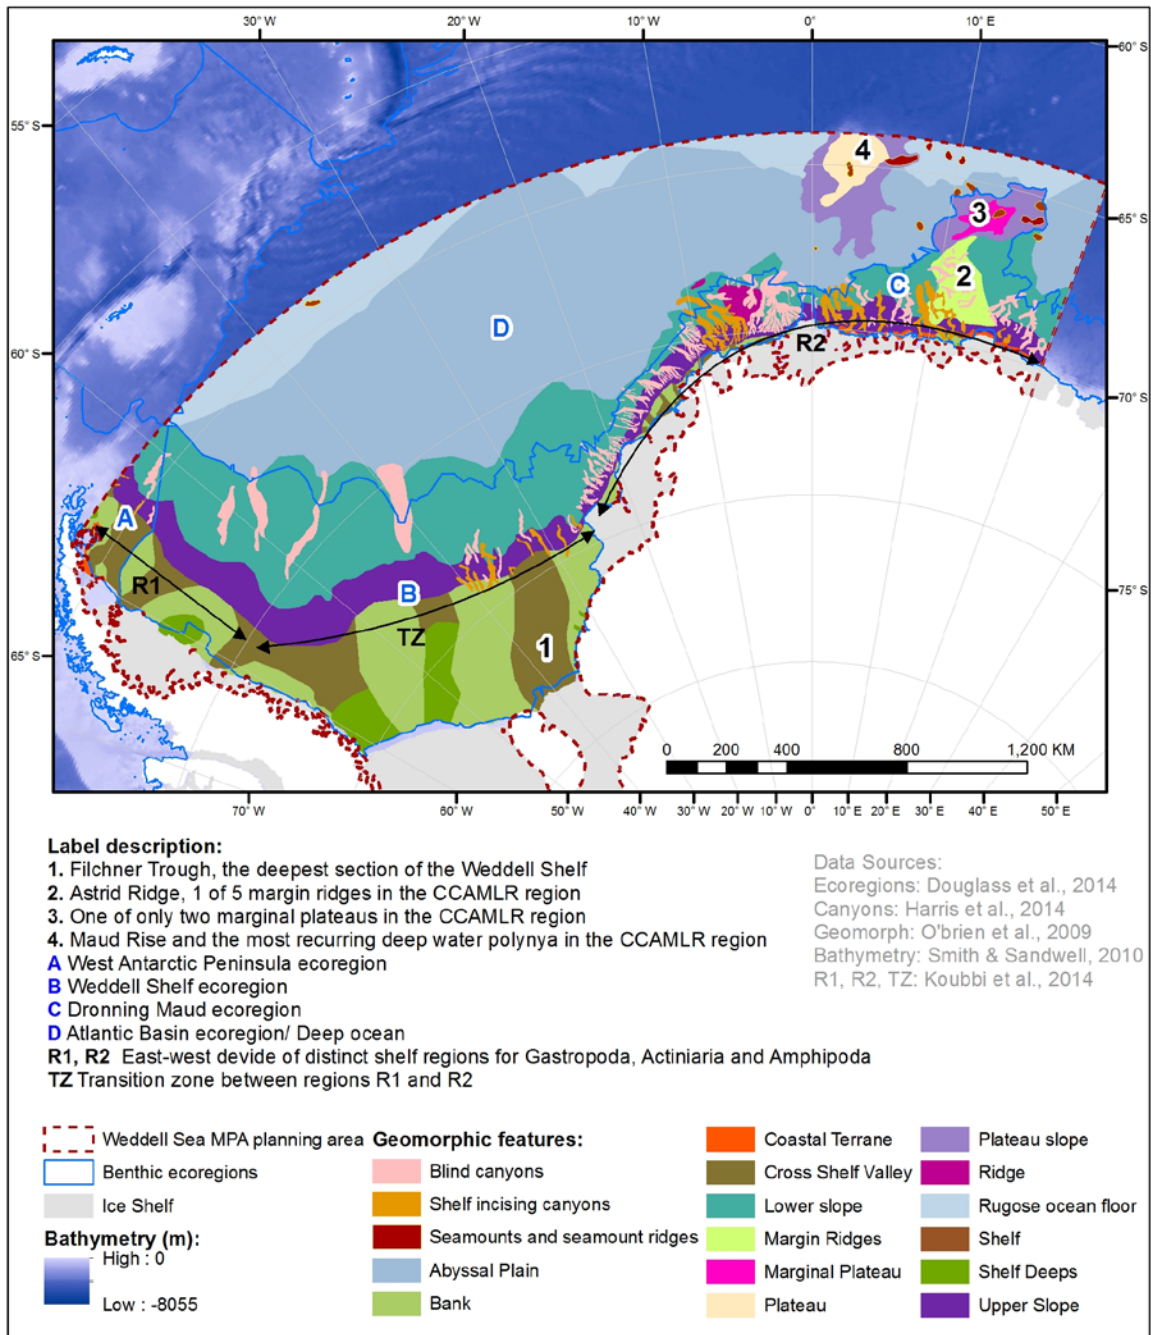 30° W 20° W 10° W 0° 10° E
60° S
55° S
4
65° S
3
2
C
D
R2
60° S
70° S
A
R1
B
TZ
1
75° S
65° S
0 200 400 800 1,200 KM
70° W 60° W 50° W 40° W 30° W 20° W 10° W 0° 10° E 20° E 30° E 40° E 50° E
Label description:
1. Filchner Trough, the deepest section of the Weddell Shelf
2. Astrid Ridge, 1 of 5 margin ridges in the CCAMLR region
3. One of only two marginal plateaus in the CCAMLR region
4. Maud Rise and the most recurring deep water polynya in the CCAMLR region
A West Antarctic Peninsula ecoregion
B Weddell Shelf ecoregion
C Dronning Maud ecoregion
D Atlantic Basin ecoregion/ Deep ocean
R1, R2 East-west devide of distinct shelf regions for Gastropoda, Actiniaria and Amphipoda
TZ Transition zone between regions R1 and R2
Data Sources:
Ecoregions: Douglass et al., 2014
Canyons: Harris et al., 2014
Geomorph: O'brien et al., 2009
Bathymetry: Smith & Sandwell, 2010
R1, R2, TZ: Koubbi et al., 2014
Weddell Sea MPA planning area
Benthic ecoregions
Ice Shelf
Bathymetry (m):
High : 0
Low : -8055
Geomorphic features:
Blind canyons
Shelf incising canyons
Seamounts and seamount ridges
Abyssal Plain
Bank
Coastal Terrane
Cross Shelf Valley
Lower slope
Margin Ridges
Marginal Plateau
Plateau
Plateau slope
Ridge
Rugose ocean floor
Shelf
Shelf Deeps
Upper Slope